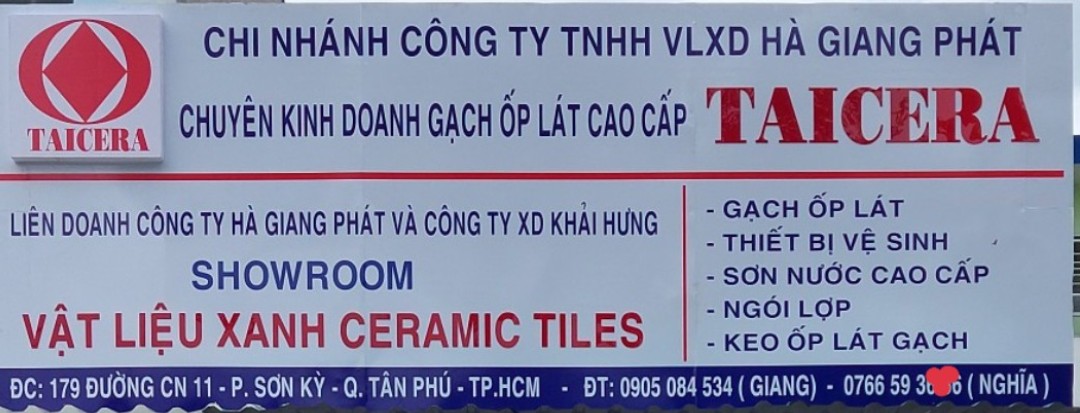 TAICERA
CHI NHÁNH CÔNG TY TNHH VLXD HÀ GIANG PHÁT
CHUYÊN KINH DOANH GẠCH ỐP LÁT CAO CẤP TAICERA
LIÊN DOANH CÔNG TY HÀ GIANG PHÁT VÀ CÔNG TY XD KHẢI HƯNG
SHOWROOM
VẬT LIỆU XANH CERAMIC TILES
- GẠCH ỐP LÁT
- THIẾT BỊ VỆ SINH
- SƠN NƯỚC CAO CẤP
- NGÓI LỢP
- KEO ỐP LÁT GẠCH
ĐC: 179 ĐƯỜNG CN 11 - P. SƠN KỲ - Q. TÂN PHÚ - TP.HCM - ĐT: 0905 084 534 ( GIANG) - 0766 59 ( NGHĨA )